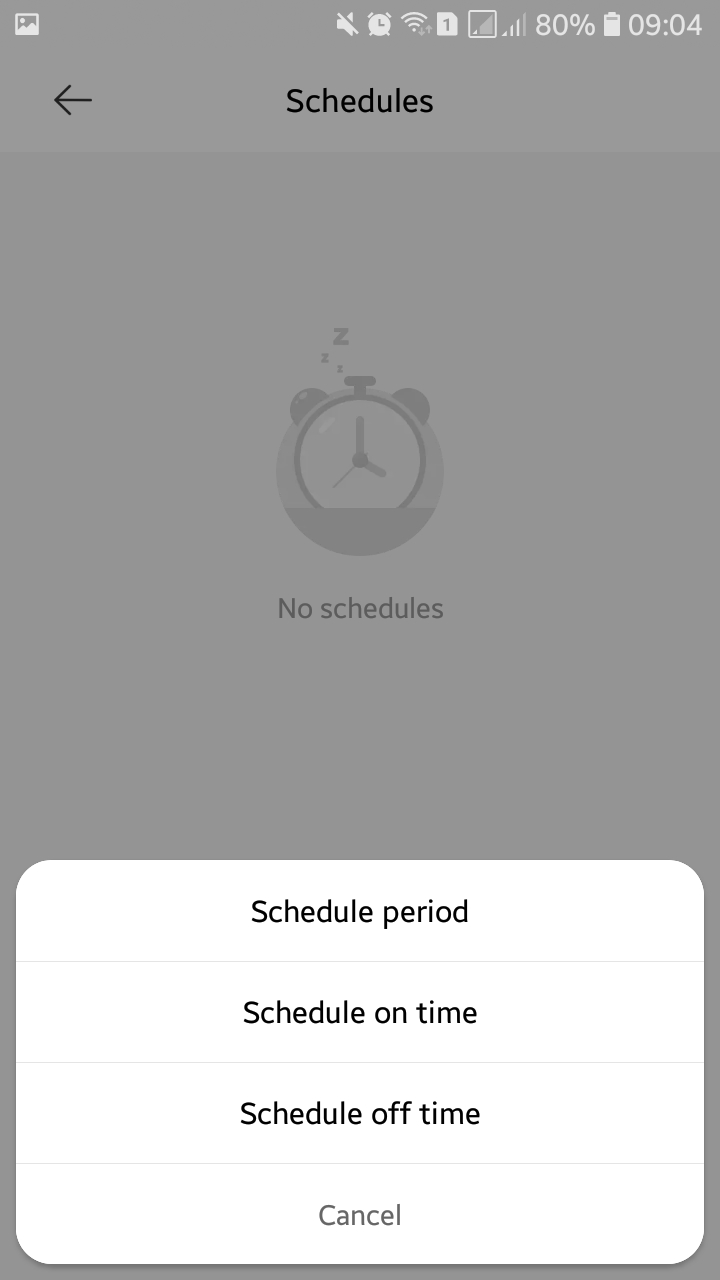 1 80% 09:04
Schedules
z
z
z
No schedules
Schedule period
Schedule on time
Schedule off time
Cancel